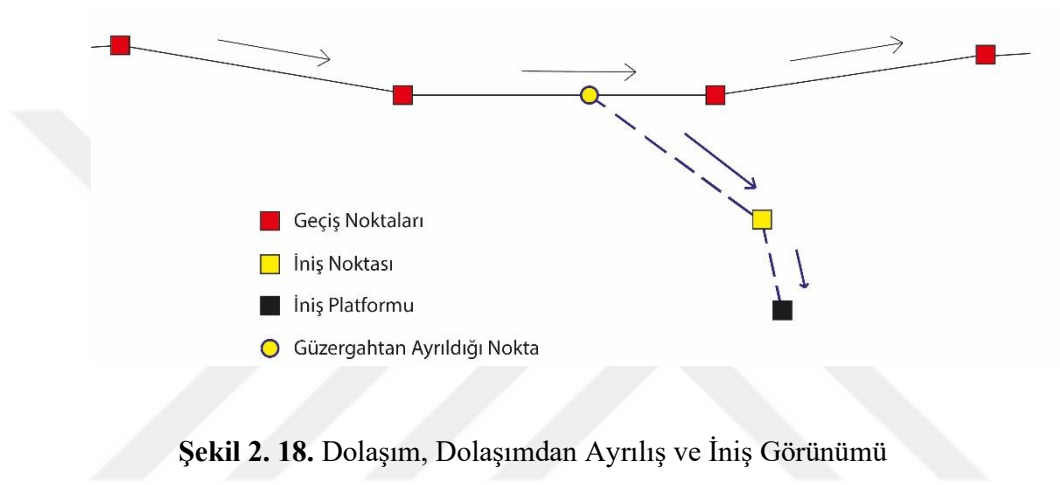 Geçiş Noktaları
İniş Noktası
İniş Platformu
Güzergahtan Ayrıldığı Nokta
Şekil 2. 18. Dolaşım, Dolaşımdan Ayrılış ve İniş Görünümü